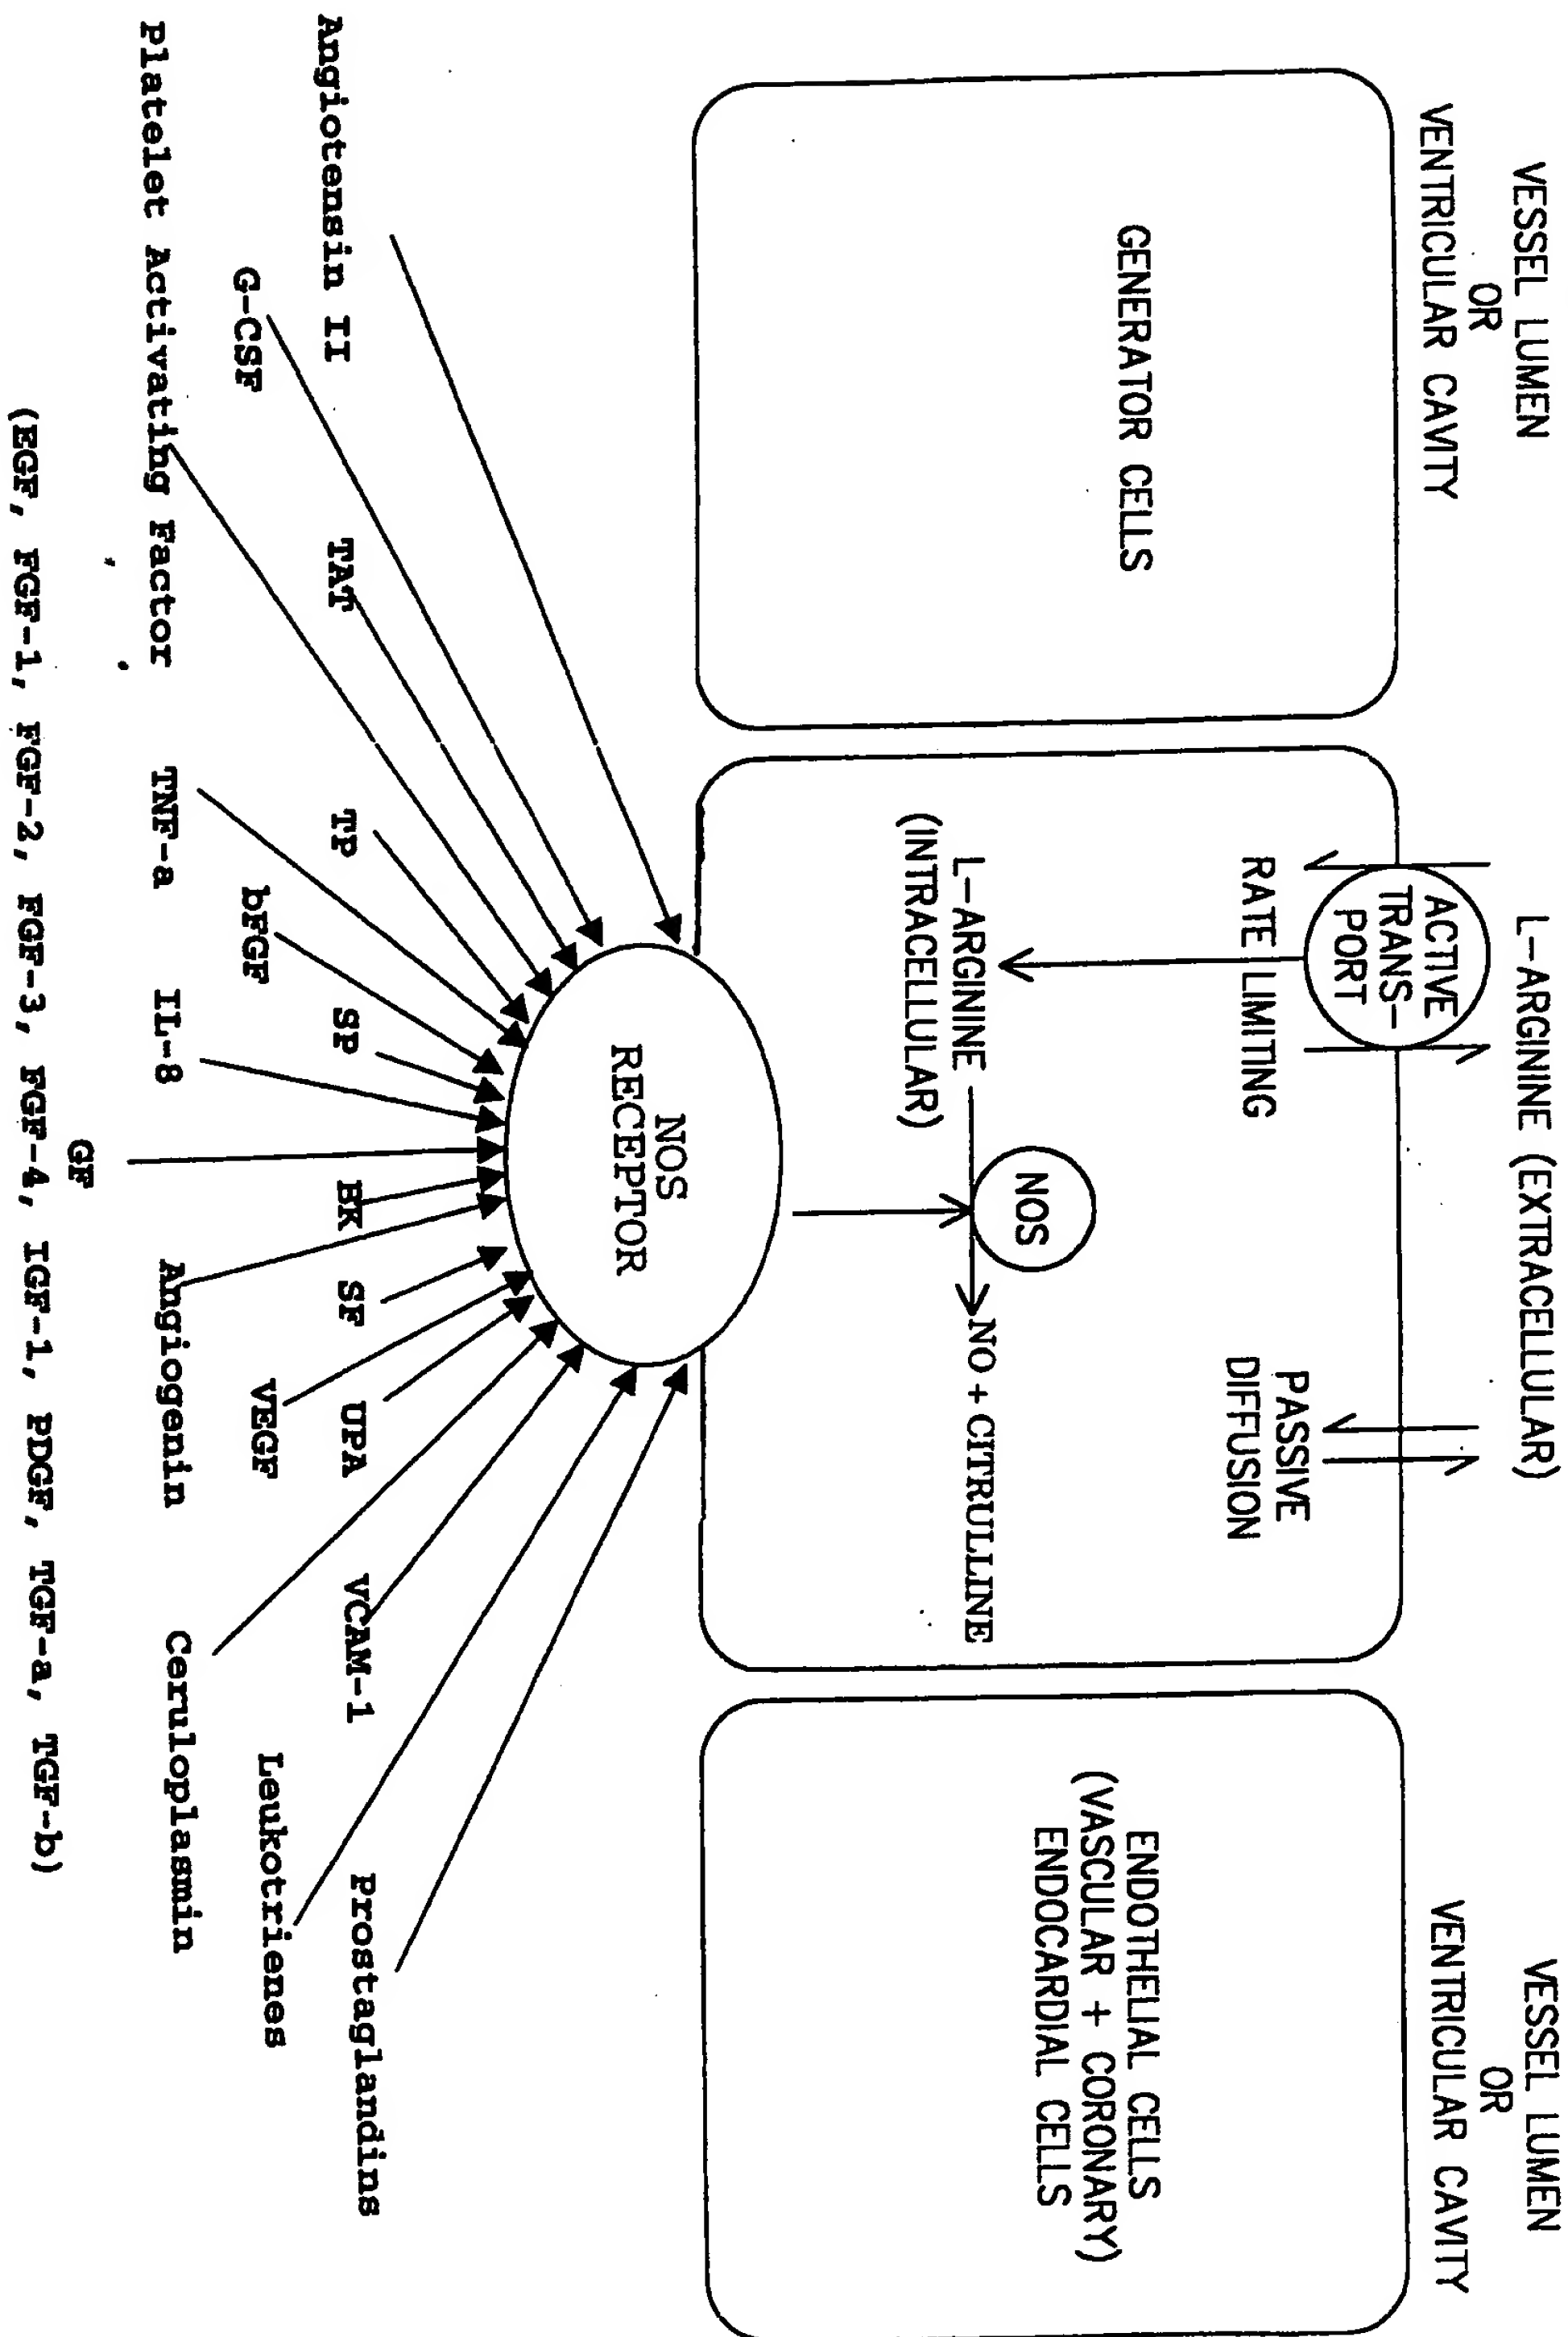 VESSEL LUMEN
OR
VENTRICULAR CAVITY
L-ARGININE (EXTRACELLULAR)
VESSEL LUMEN
OR
VENTRICULAR CAVITY
ACTIVE
TRANS-
PORT
RATE LIMITING
PASSIVE
DIFFUSION
GENERATOR CELLS
L-ARGININE
(INTRACELLULAR)
NOS
NO + CITRULLINE
ENDOTHELIAL CELLS
(VASCULAR + CORONARY)
ENDOCARDIAL CELLS
NOS
RECEPTOR
Angiotensin II
TAT
TP
SP
BK
SF
UPA
VCAM-1
Prostaglandins
G-CSF
bFGF
VEGF
Leukotrienes
Platelet Activating Factor
TNF-a
IL-8
Angiogenin
Ceruloplasmin
GF
(EGF, FGF-1, FGF-2, FGF-3, FGF-4, IGF-1, PDGF, TGF-a, TGF-b)